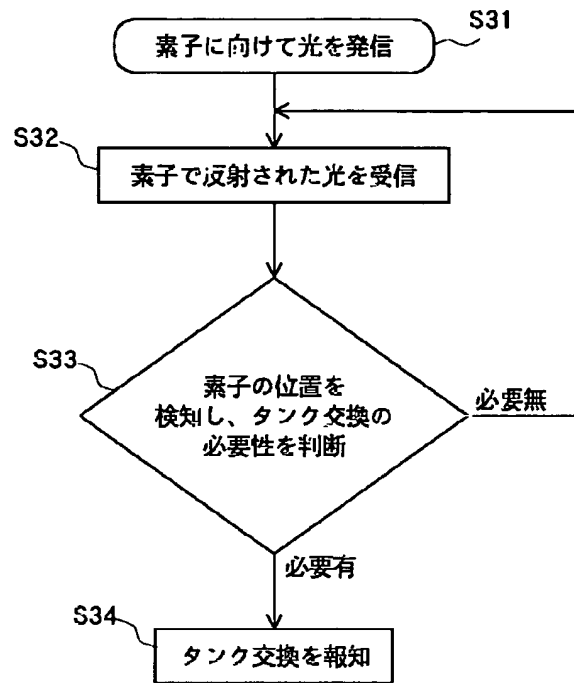 素子に向けて光を発信
S31
S32
素子で反射された光を受信
S33
素子の位置を
検知し、タンク交換の
必要性を判断
必要無
必要有
S34
タンク交換を報知